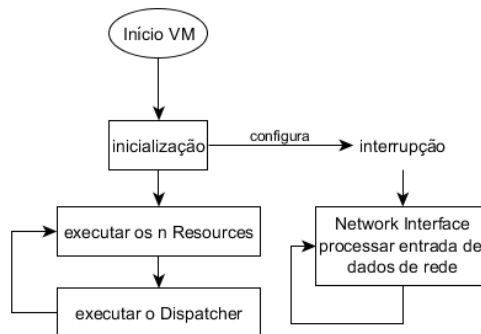 Início VM
inicialização
configura
interrupção
executar os n Resources
executar o Dispatcher
Network Interface
processar entrada de
dados de rede